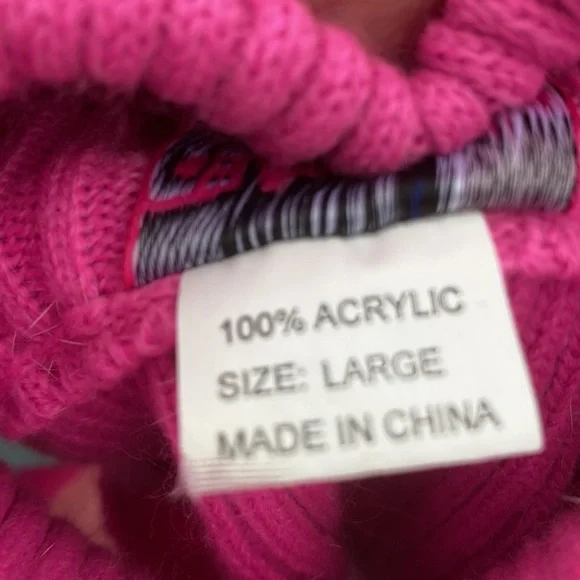 100% ACRYLIC
SIZE: LARGE
MADE IN CHINA